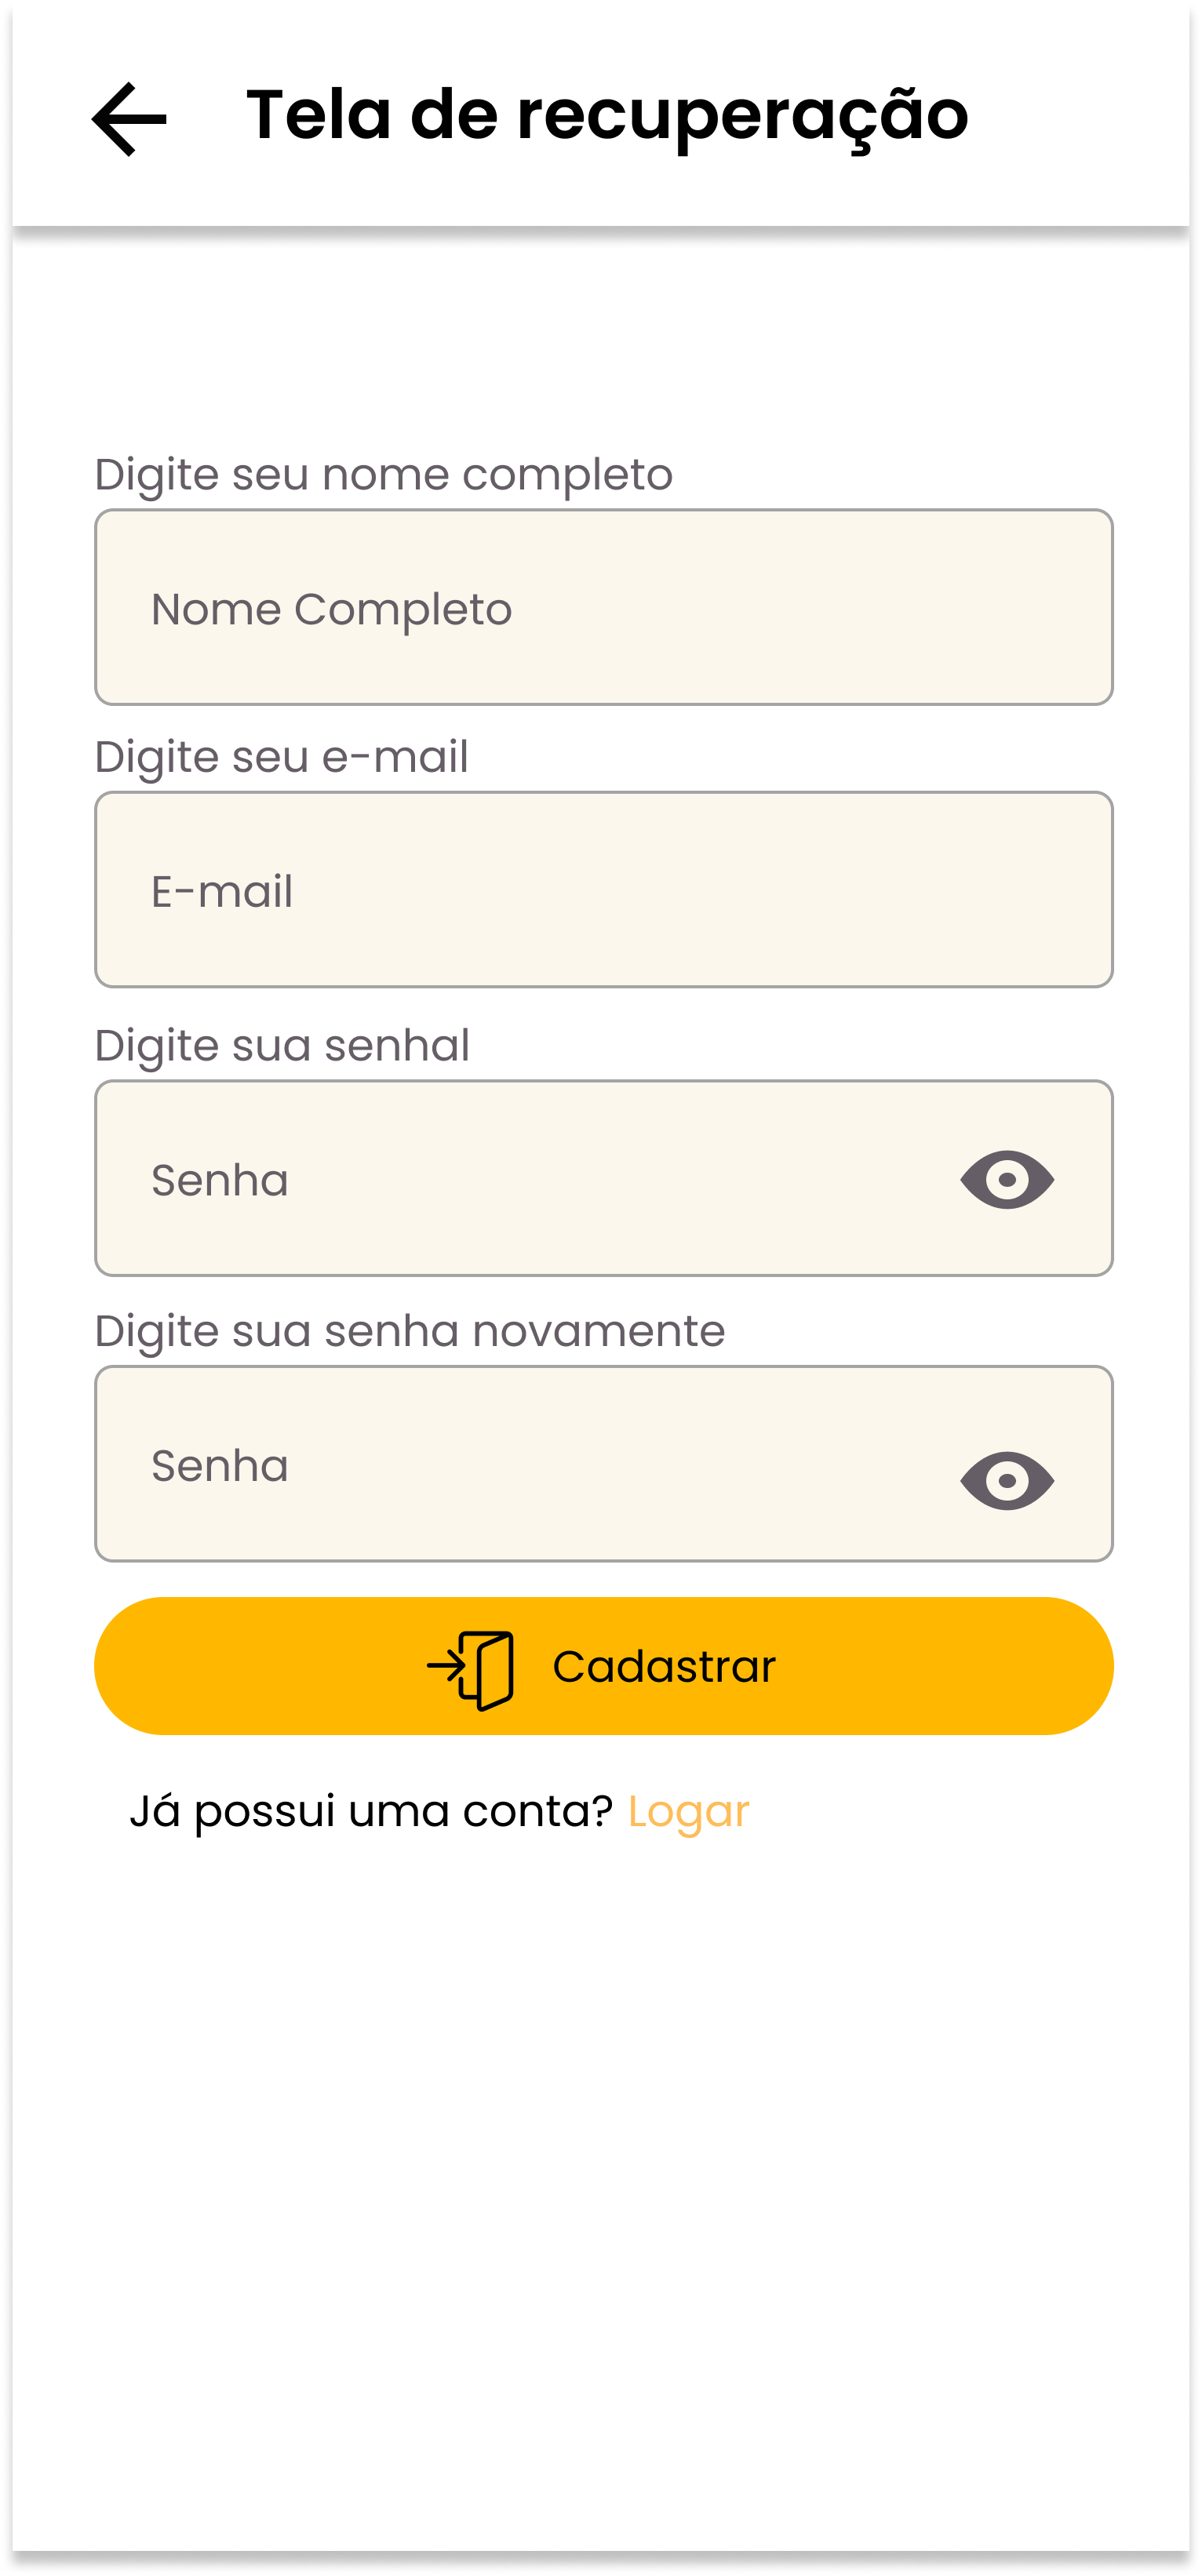 Tela de recuperação
Digite seu nome completo
Nome Completo
Digite seu e-mail
E-mail
Digite sua senhal
Senha
Digite sua senha novamente
Senha
Cadastrar
Já possui uma conta? Logar